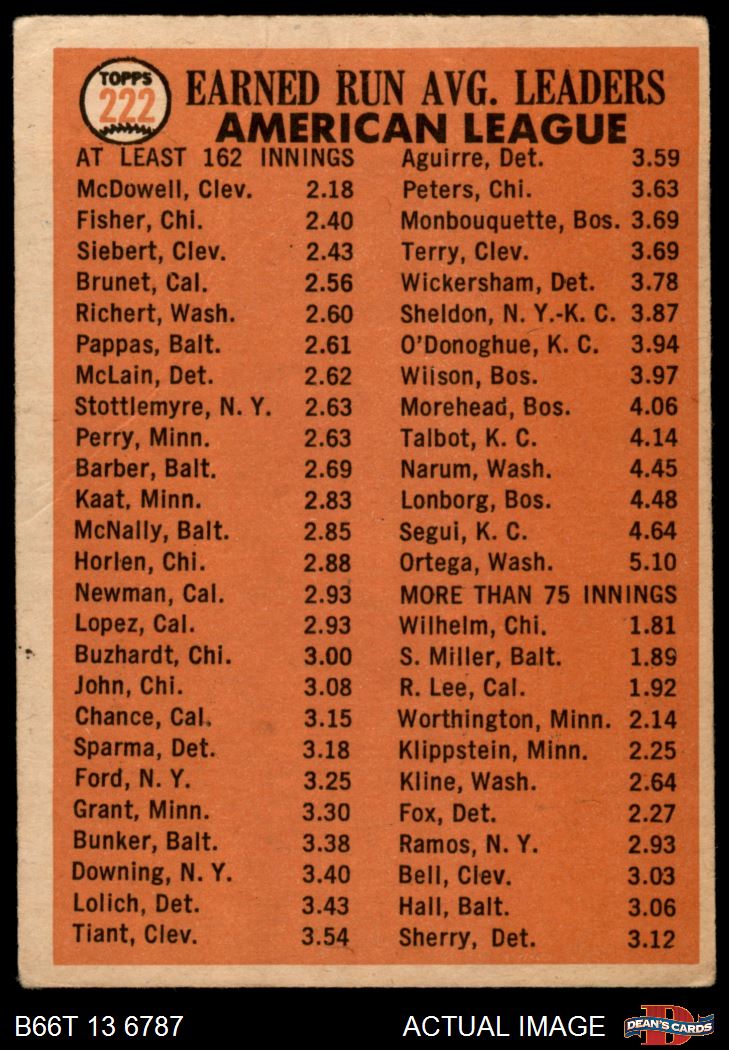 TOPPS
222
EARNED RUN AVG. LEADERS
AMERICAN LEAGUE
AT LEAST 162 INNINGS
McDowell, Clev. 2.18
Fisher, Chi. 2.40
Siebert, Clev. 2.43
Brunet, Cal. 2.56
Richert, Wash. 2.60
Pappas, Balt. 2.61
McLain, Det. 2.62
Stottlemyre, N. Y. 2.63
Perry, Minn. 2.63
Barber, Balt. 2.69
Kaat, Minn. 2.83
McNally, Balt. 2.85
Horlen, Chi. 2.88
Newman, Cal. 2.93
Lopez, Cal. 2.93
Buzhardt, Chi. 3.00
John, Chi. 3.08
Chance, Cal. 3.15
Sparma, Det. 3.18
Ford, N. Y. 3.25
Grant, Minn. 3.30
Bunker, Balt. 3.38
Downing, N. Y. 3.40
Lolich, Det. 3.43
Tiant, Clev. 3.54
Aguirre, Det. 3.59
Peters, Chi. 3.63
Monbouquette, Bos. 3.69
Terry, Clev. 3.69
Wickersham, Det. 3.78
Sheldon, N. Y.-K. C. 3.87
O'Donoghue, K. C. 3.94
Wilson, Bos. 3.97
Morehead, Bos. 4.06
Talbot, K. C. 4.14
Narum, Wash. 4.45
Lonborg, Bos. 4.48
Segui, K. C. 4.64
Ortega, Wash. 5.10
MORE THAN 75 INNINGS
Wilhelm, Chi. 1.81
S. Miller, Balt. 1.89
R. Lee, Cal. 1.92
Worthington, Minn. 2.14
Klippstein, Minn. 2.25
Kline, Wash. 2.64
Fox, Det. 2.27
Ramos, N. Y. 2.93
Bell, Clev. 3.03
Hall, Balt. 3.06
Sherry, Det. 3.12
B66T 13 6787
ACTUAL IMAGE
DEAN'S CARDS